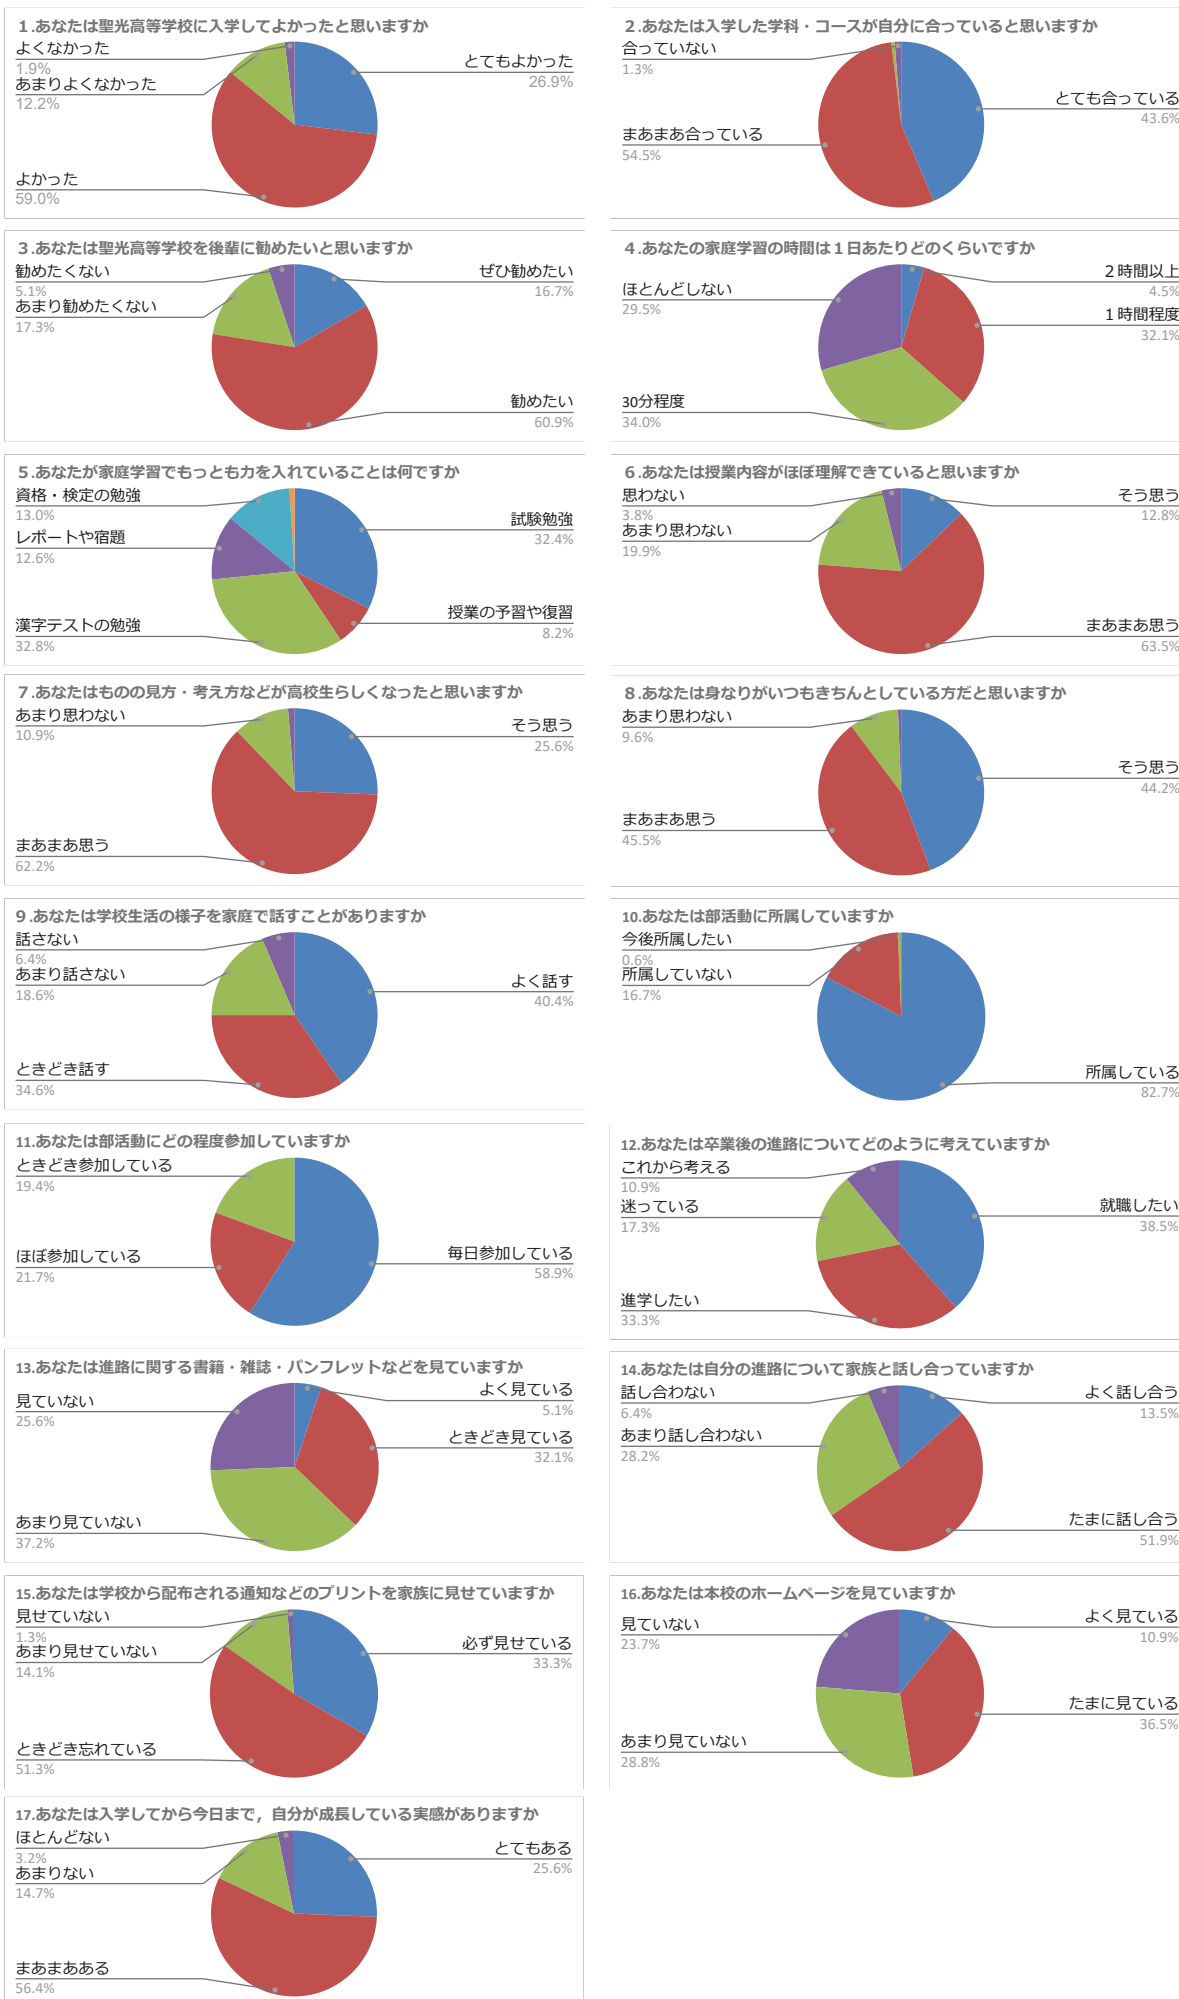 1.あなたは聖光高等学校に入学してよかったと思いますか
よくなかった
1.9%
あまりよくなかった
12.2%
よかった
59.0%
とてもよかった
26.9%
2.あなたは入学した学科・コースが自分に合っていると思いますか
合っていない
1.3%
まあまあ合っている
54.5%
とても合っている
43.6%
3.あなたは聖光高等学校を後輩に勧めたいと思いますか
勧めたくない
5.1%
あまり勧めたくない
17.3%
ぜひ勧めたい
16.7%
勧めたい
60.9%
4.あなたの家庭学習の時間は1日あたりどのくらいですか
ほとんどしない
29.5%
30分程度
34.0%
2時間以上
4.5%
1時間程度
32.1%
5.あなたが家庭学習でもっとも力を入れていることは何ですか
資格・検定の勉強
13.0%
レポートや宿題
12.6%
漢字テストの勉強
32.8%
試験勉強
32.4%
授業の予習や復習
8.2%
6.あなたは授業内容がほぼ理解できていると思いますか
思わない
3.8%
あまり思わない
19.9%
そう思う
12.8%
まあまあ思う
63.5%
7.あなたはものの見方・考え方などが高校生らしくなったと思いますか
あまり思わない
10.9%
まあまあ思う
62.2%
そう思う
25.6%
8.あなたは身なりがいつもきちんとしている方だと思いますか
あまり思わない
9.6%
まあまあ思う
45.5%
そう思う
44.2%
9.あなたは学校生活の様子を家庭で話すことがありますか
話さない
6.4%
あまり話さない
18.6%
ときどき話す
34.6%
よく話す
40.4%
10.あなたは部活動に所属していますか
今後所属したい
0.6%
所属していない
16.7%
所属している
82.7%
11.あなたは部活動にどの程度参加していますか
ときどき参加している
19.4%
ほぼ参加している
21.7%
毎日参加している
58.9%
12.あなたは卒業後の進路についてどのように考えていますか
これから考える
10.9%
迷っている
17.3%
進学したい
33.3%
就職したい
38.5%
13.あなたは進路に関する書籍・雑誌・パンフレットなどを見ていますか
見ていない
25.6%
あまり見ていない
37.2%
よく見ている
5.1%
ときどき見ている
32.1%
14.あなたは自分の進路について家族と話し合っていますか
話し合わない
6.4%
あまり話し合わない
28.2%
よく話し合う
13.5%
たまに話し合う
51.9%
15.あなたは学校から配布される通知などのプリントを家族に見せていますか
見せていない
1.3%
あまり見せていない
14.1%
ときどき忘れている
51.3%
必ず見せている
33.3%
16.あなたは本校のホームページを見ていますか
見ていない
23.7%
あまり見ていない
28.8%
よく見ている
10.9%
たまに見ている
36.5%
17.あなたは入学してから今日まで，自分が成長している実感がありますか
ほとんどない
3.2%
あまりない
14.7%
まあまあある
56.4%
とてもある
25.6%